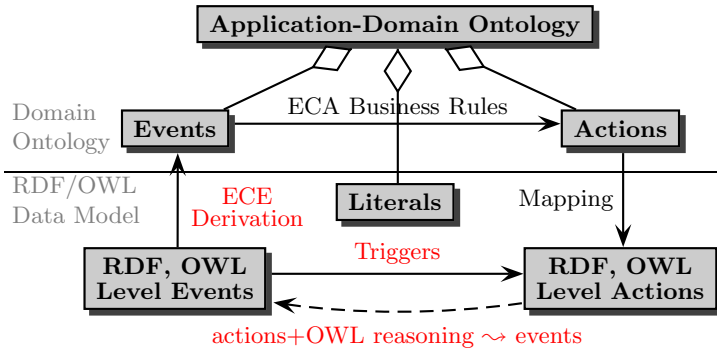 Application-Domain Ontology
Domain
Ontology
Events
ECA Business Rules
Actions
RDF/OWL
Data Model
ECE
Derivation
Literals
Mapping
RDF, OWL
Level Events
Triggers
RDF, OWL
Level Actions
actions+OWL reasoning ⤳ events